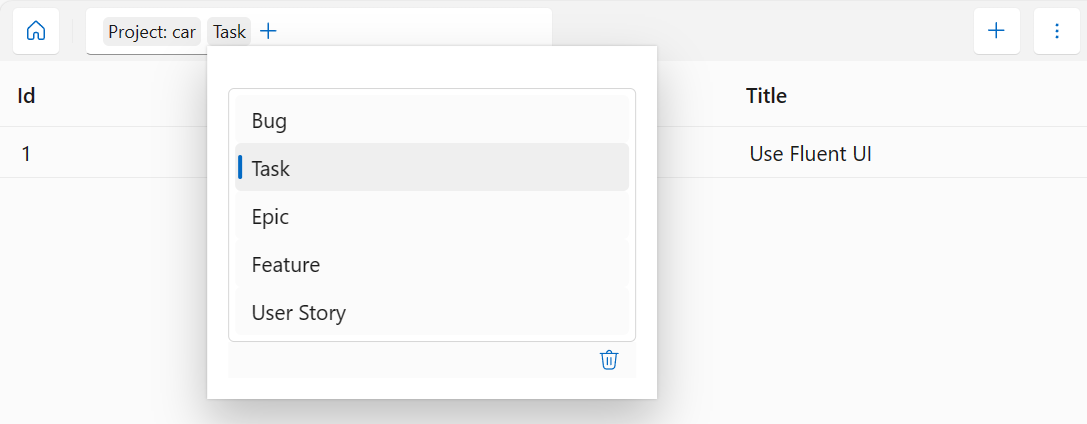 Project: car Task
Id Title
1 Use Fluent UI
Bug
Task
Epic
Feature
User Story